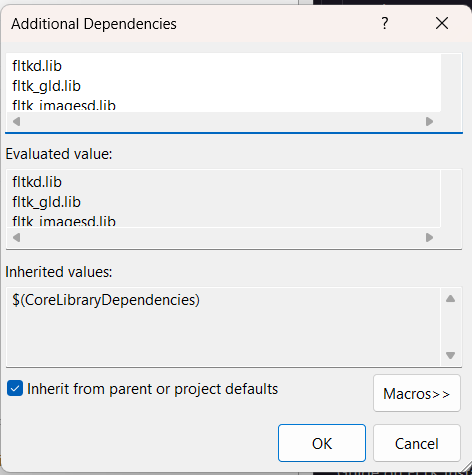 Additional Dependencies
?
fltkd.lib
fltk_gld.lib
fltk_imagesd.lib
Evaluated value:
fltkd.lib
fltk_gld.lib
fltk_imagesd.lib
Inherited values:
$(CoreLibraryDependencies)
Inherit from parent or project defaults
Macros>>
OK
Cancel